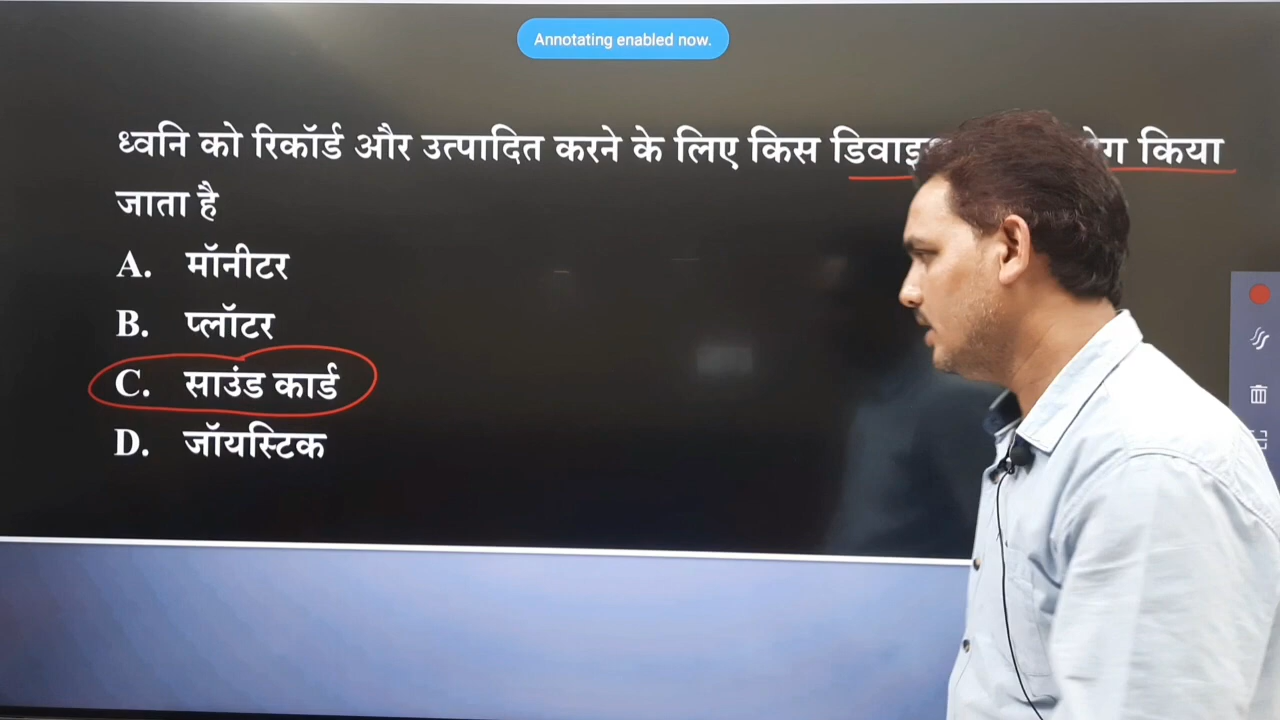 Annotating enabled now.
ध्वनि को रिकॉर्ड और उत्पादित करने के लिए किस किया
जाता है
A. मॉनीटर
B. प्लॉटर
C. साउंड कार्ड
D. जॉयस्टिक